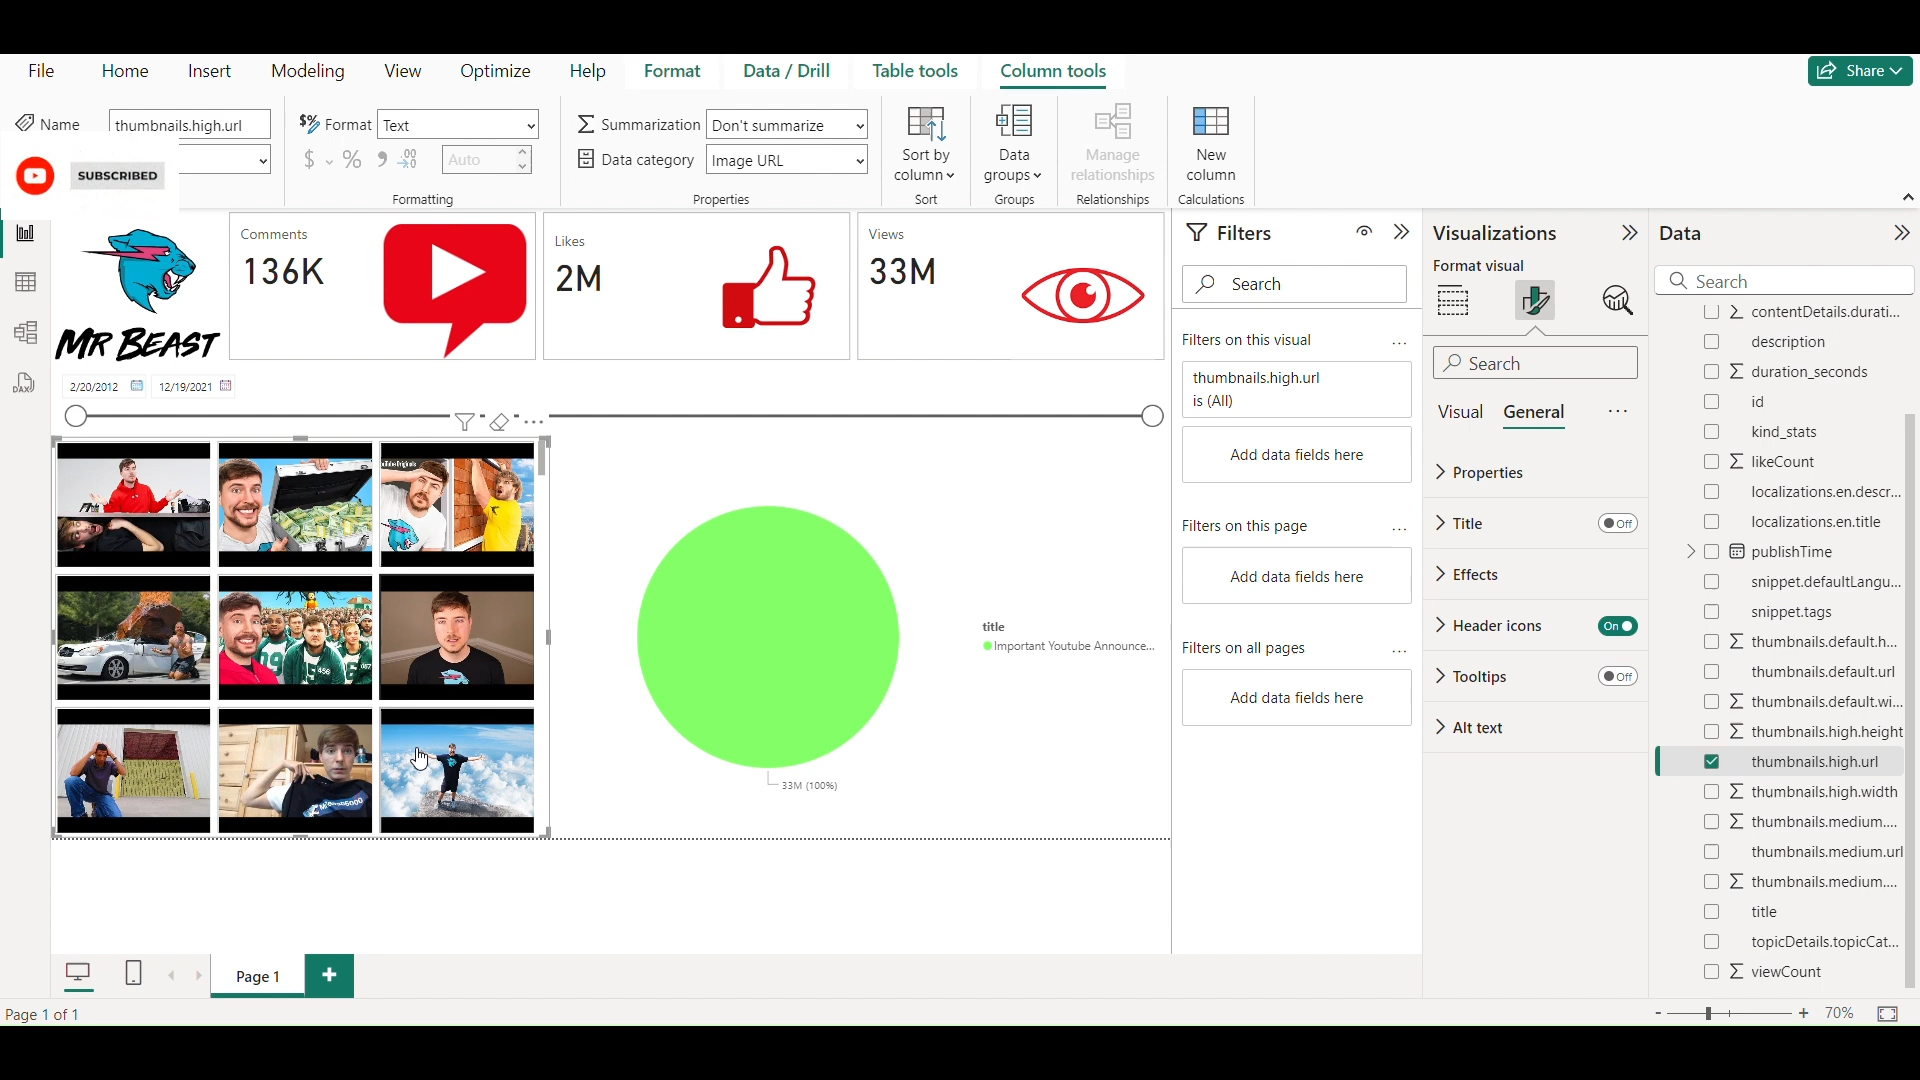 File Home Insert Modeling View Optimize Help Format Data / Drill Table tools Column tools Share
Name thumbnails.high.url
$% Format Text
Summarization Don't summarize
SUBSCRIBED
$ % 9 .00 Auto
Data category Image URL
Sort by column
Data groups
Manage relationships
New column
Formatting Properties Sort Groups Relationships Calculations
MR BEAST
Comments
136K
Likes
2M
Views
33M
2/20/2012 12/19/2021
title
Important Youtube Announce...
33M (100%)
Filters
Search
Filters on this visual ...
thumbnails.high.url
is (All)
Add data fields here
Filters on this page ...
Add data fields here
Filters on all pages ...
Add data fields here
Visualizations
Format visual
Search
Visual General ...
Properties
Title Off
Effects
Header icons On
Tooltips Off
Alt text
Data
Search
Σ contentDetails.durati...
description
Σ duration_seconds
id
kind_stats
Σ likeCount
localizations.en.descr...
localizations.en.title
publishTime
snippet.defaultLangu...
snippet.tags
Σ thumbnails.default.h...
thumbnails.default.url
Σ thumbnails.default.wi...
Σ thumbnails.high.height
thumbnails.high.url
Σ thumbnails.high.width
Σ thumbnails.medium....
thumbnails.medium.url
Σ thumbnails.medium....
title
topicDetails.topicCat...
Σ viewCount
DAX
Page 1 +
Page 1 of 1
- + 70%